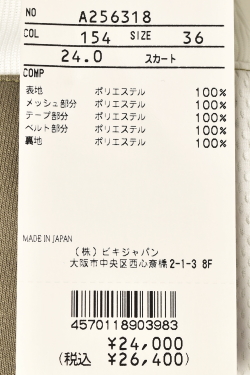 NO A256318
COL 154 SIZE 36
24.0 スカート
COMP
表地 ポリエステル 100%
メッシュ部分 ポリエステル 100%
テープ部分 ポリエステル 100%
ベルト部分 ポリエステル 100%
裏地 ポリエステル 100%
MADE IN JAPAN
(株)ビキジャパン
大阪市中央区西心斎橋2-1-3 8F
4570118903983
¥24,000
(税込 ¥26,400)